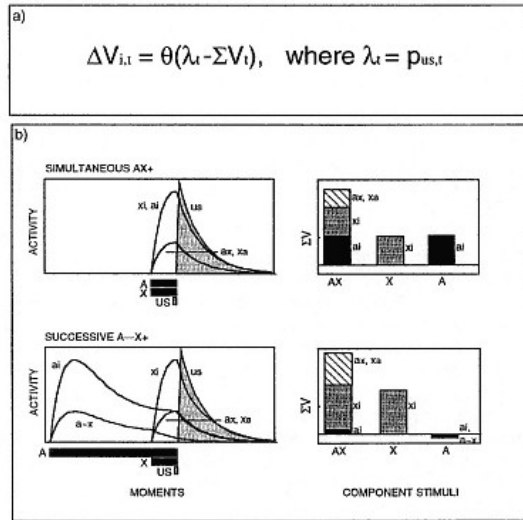 a)
ΔVi,t = θ(λt-ΣVt), where λt = pus,t
b)
SIMULTANEOUS AX+
ACTIVITY
xi, ai
us
ax, xa
A
X
US
ΣV
ax, xa
xi
ai
xi
ai
AX
X
A
SUCCESSIVE A—X+
ACTIVITY
ai
a~x
xi
us
ax, xa
A
X
US
MOMENTS
ΣV
ax, xa
xi
ai
xi
ai,
a~x
AX
X
A
COMPONENT STIMULI